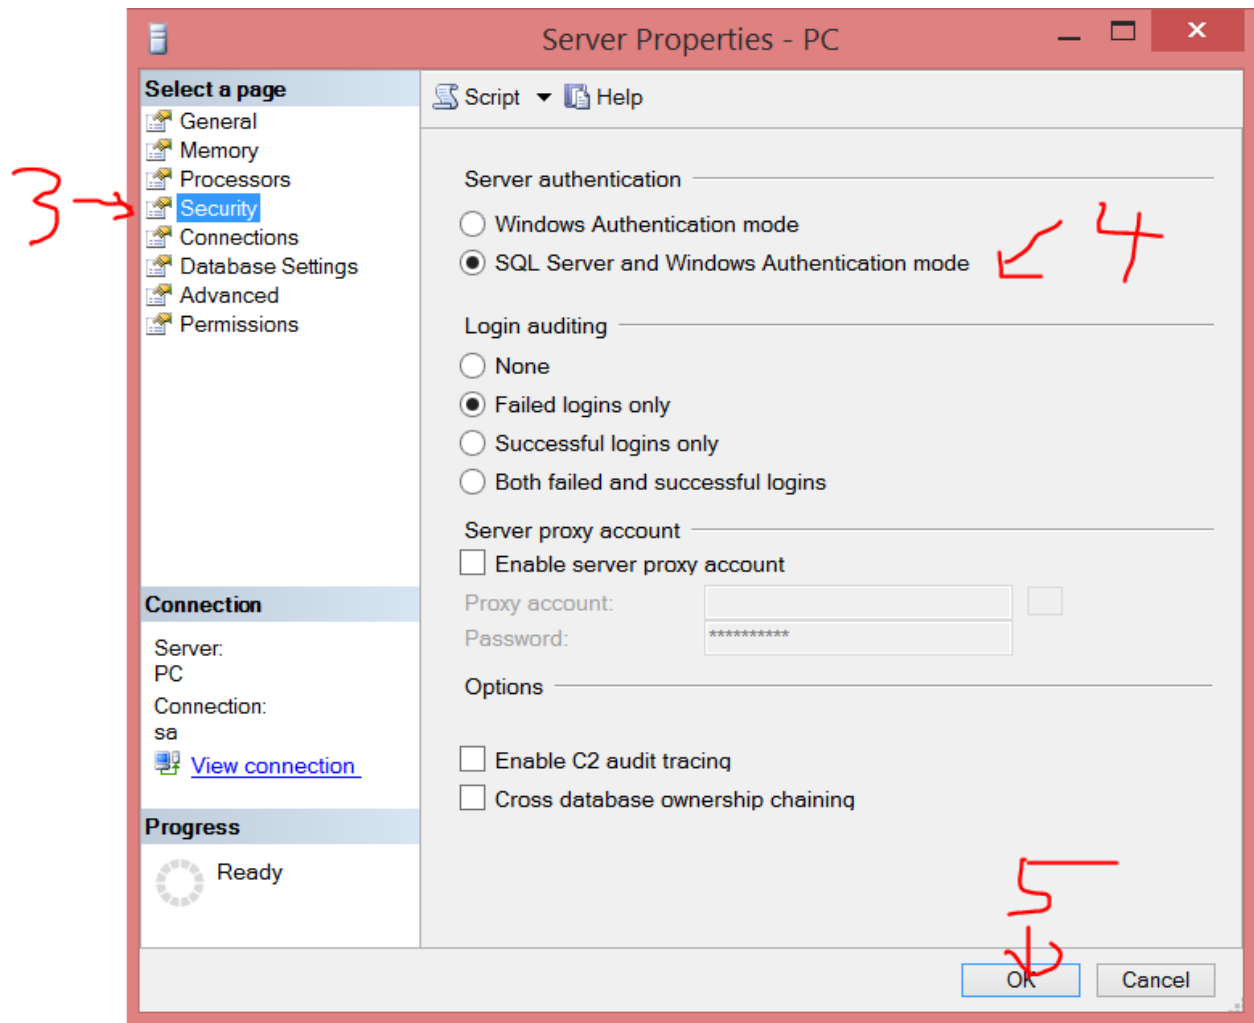 Server Properties - PC
Select a page
General
Memory
Processors
Security
Connections
Database Settings
Advanced
Permissions
3
Script
Help
Server authentication
Windows Authentication mode
SQL Server and Windows Authentication mode
4
Login auditing
None
Failed logins only
Successful logins only
Both failed and successful logins
Server proxy account
Enable server proxy account
Proxy account:
Password: **********
Options
Enable C2 audit tracing
Cross database ownership chaining
Connection
Server:
PC
Connection:
sa
View connection
Progress
Ready
5
OK
Cancel